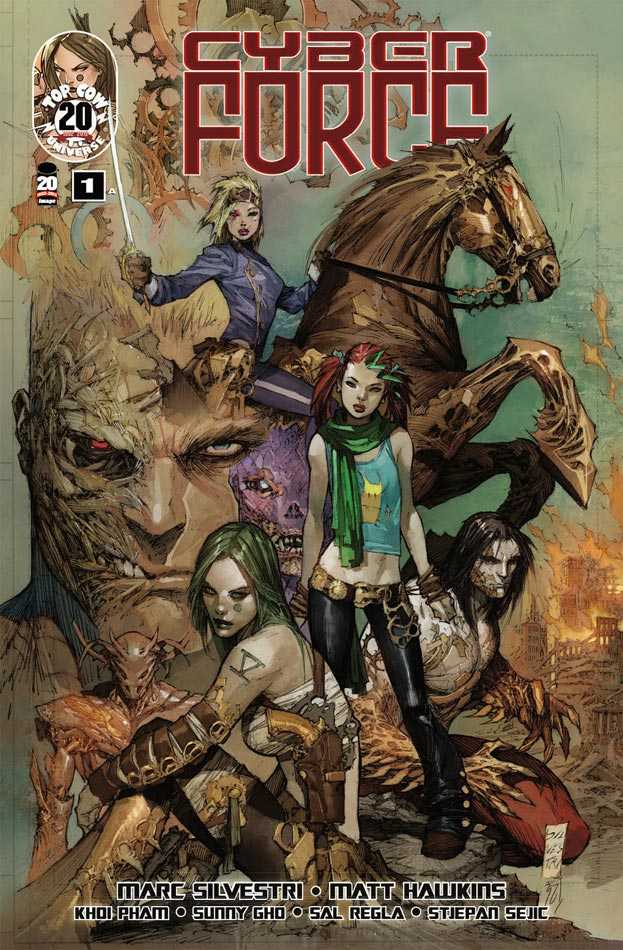 CYBER
FORCE
TOP COW
20
UNIVERSE
20
image
1 A
V
MARC SILVESTRI • MATT HAWKINS
KHOI PHAM • SUNNY GHO • SAL REGLA • STJEPAN SEJIC